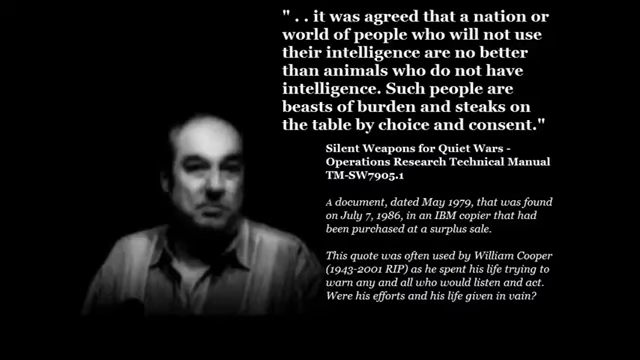 " . . it was agreed that a nation or
world of people who will not use
their intelligence are no better
than animals who do not have
intelligence. Such people are
beasts of burden and steaks on
the table by choice and consent."
Silent Weapons for Quiet Wars -
Operations Research Technical Manual
TM-SW7905.1
A document, dated May 1979, that was found
on July 7, 1986, in an IBM copier that had
been purchased at a surplus sale.
This quote was often used by William Cooper
(1943-2001 RIP) as he spent his life trying to
warn any and all who would listen and act.
Were his efforts and his life given in vain?